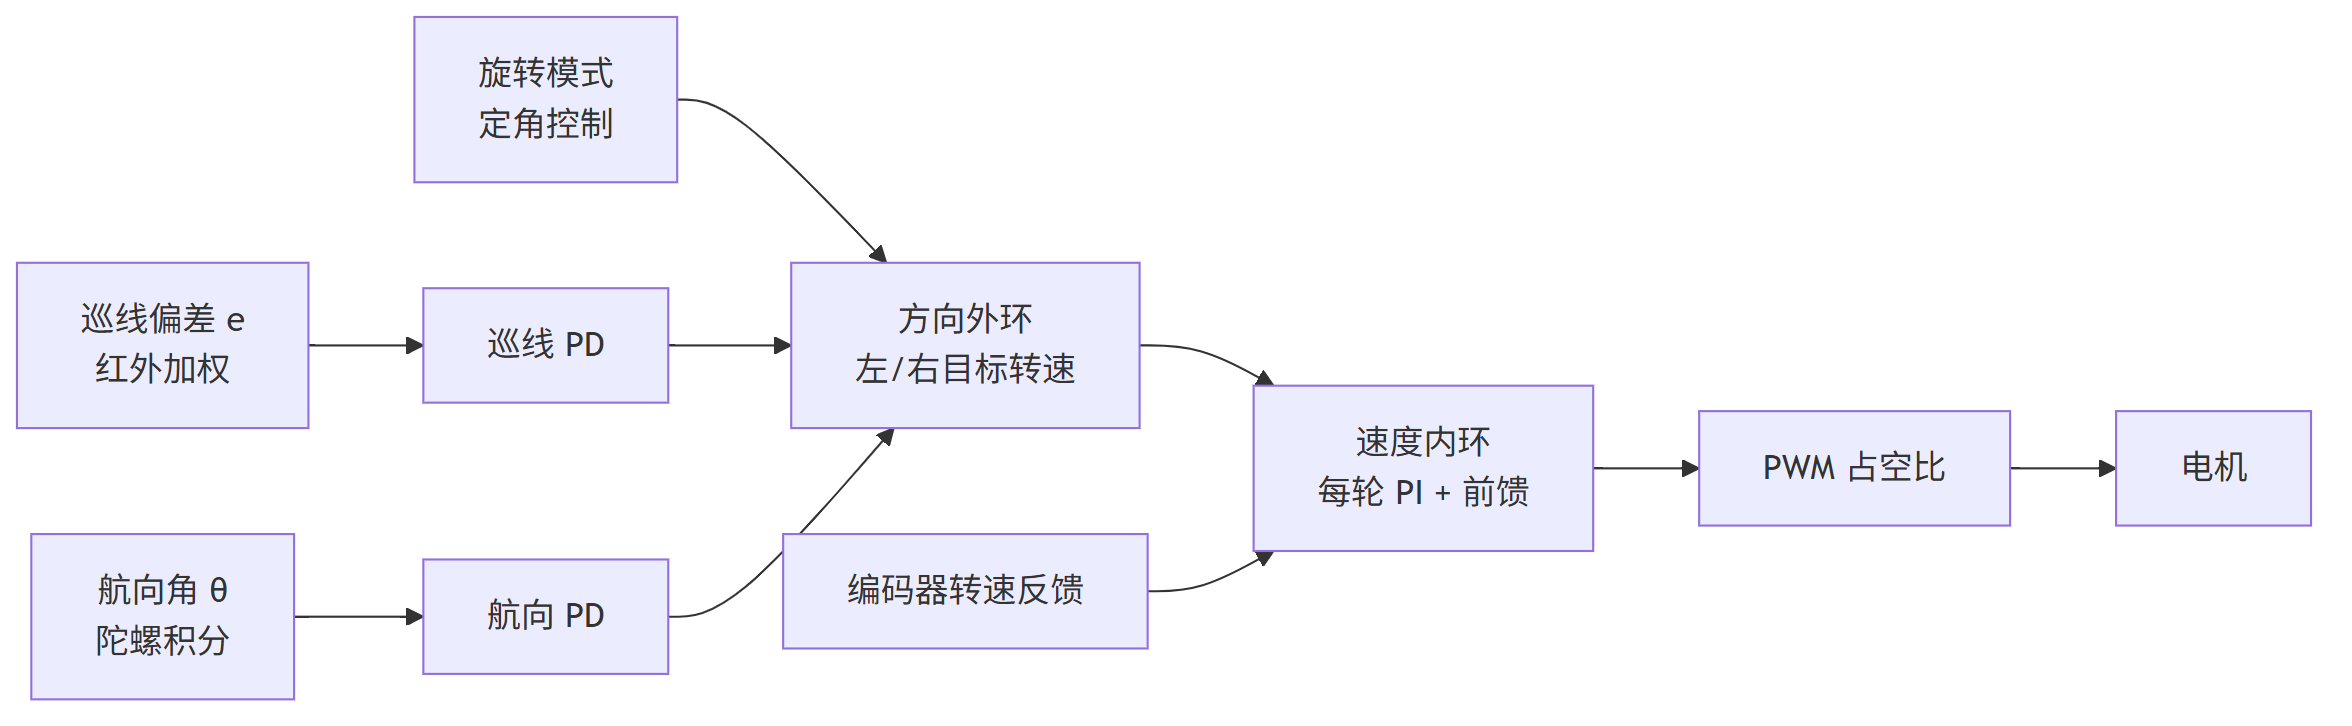 旋转模式
定角控制
巡线偏差 e
红外加权
巡线 PD
方向外环
左/右目标转速
航向角 θ
陀螺积分
航向 PD
编码器转速反馈
速度内环
每轮 PI + 前馈
PWM 占空比
电机